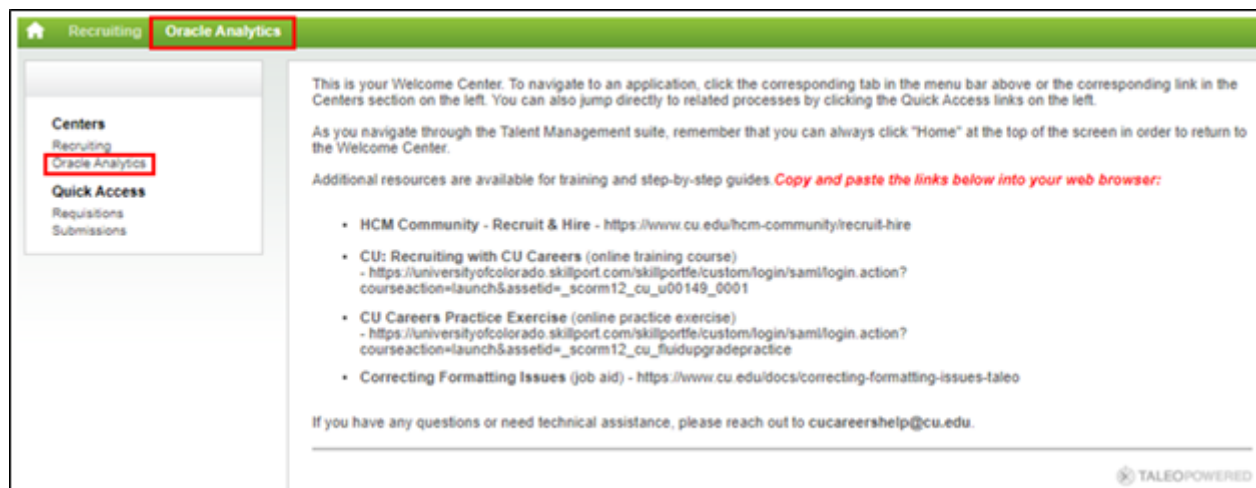 Recruiting Oracle Analytics
This is your Welcome Center. To navigate to an application, click the corresponding tab in the menu bar above or the corresponding link in the
Centers section on the left. You can also jump directly to related processes by clicking the Quick Access links on the left.
As you navigate through the Talent Management suite, remember that you can always click "Home" at the top of the screen in order to return to
the Welcome Center.
Additional resources are available for training and step-by-step guides.Copy and paste the links below into your web browser:
• HCM Community - Recruit & Hire - https://www.cu.edu/hcm-community/recruit-hire
• CU: Recruiting with CU Careers (online training course)
- https://universityofcolorado.skillport.com/skillportfe/custom/login/saml/login.action?
courseaction=launch&assetid=_scorm12_cu_u00149_0001
• CU Careers Practice Exercise (online practice exercise)
- https://universityofcolorado.skillport.com/skillportfe/custom/login/saml/login.action?
courseaction=launch&assetid=_scorm12_cu_fluidupgradepractice
• Correcting Formatting Issues (job aid) - https://www.cu.edu/docs/correcting-formatting-issues-taleo
If you have any questions or need technical assistance, please reach out to cucareershelp@cu.edu.
Centers
Recruiting
Oracle Analytics
Quick Access
Requisitions
Submissions
TALEOPOWERED